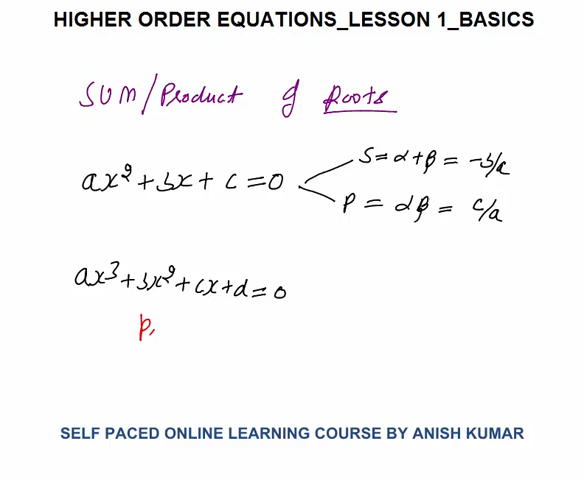 HIGHER ORDER EQUATIONS_LESSON 1_BASICS
SUM/Product of Roots
ax²+bx+c=0
S=α+β=-b/a
P=αβ=c/a
ax³+bx²+cx+d=0
p,
SELF PACED ONLINE LEARNING COURSE BY ANISH KUMAR